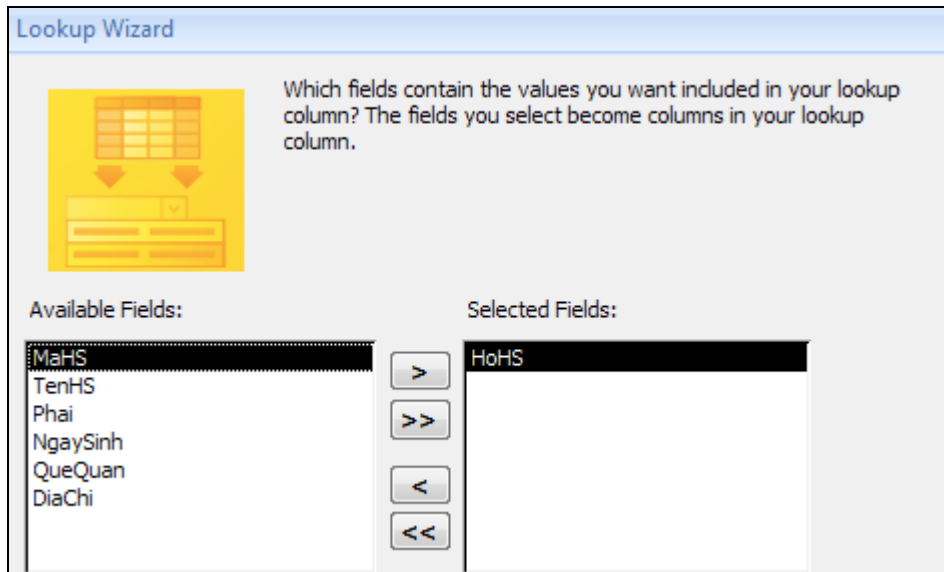 Lookup Wizard
Which fields contain the values you want included in your lookup
column? The fields you select become columns in your lookup
column.
Available Fields:
Selected Fields:
MaHS
TenHS
Phai
NgaySinh
QueQuan
DiaChi
>
>>
<
<<
HoHS